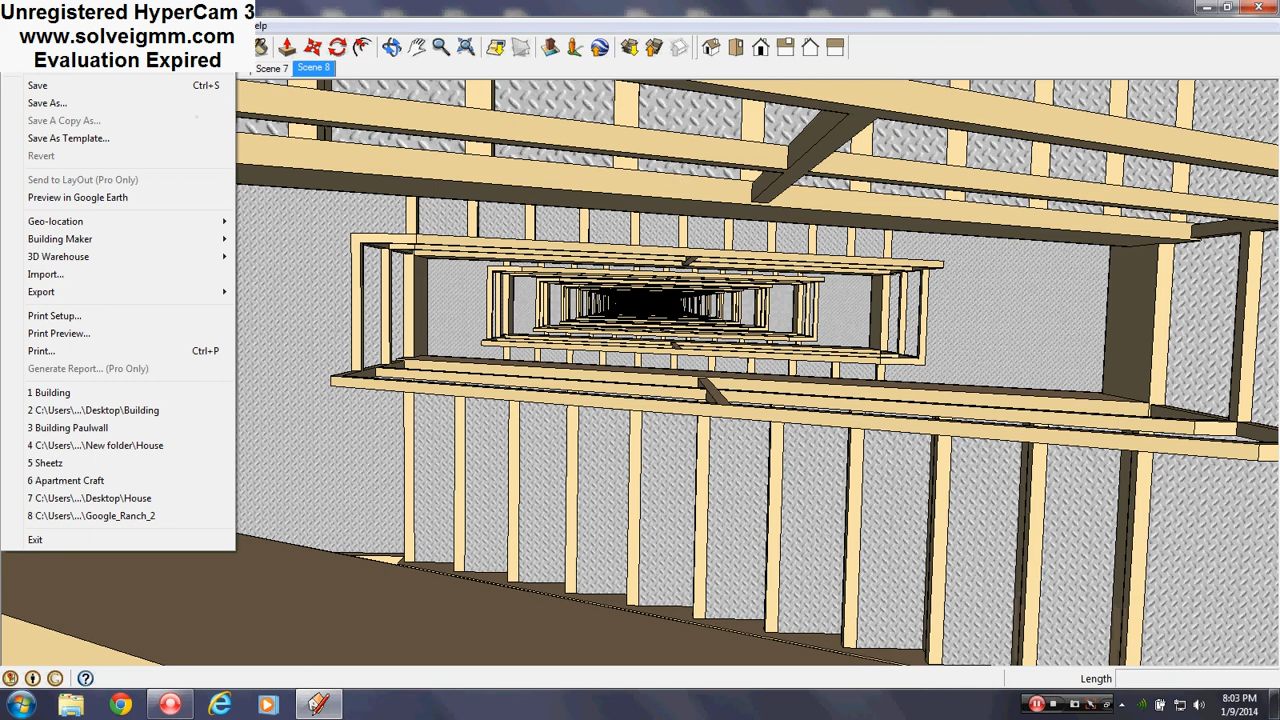 Unregistered HyperCam 3
www.solveigmm.com
Evaluation Expired
elp
Scene 7
Scene 8
Save Ctrl+S
Save As...
Save A Copy As...
Save As Template...
Revert
Send to LayOut (Pro Only)
Preview in Google Earth
Geo-location
Building Maker
3D Warehouse
Import...
Export
Print Setup...
Print Preview...
Print... Ctrl+P
Generate Report... (Pro Only)
1 Building
2 C:\Users\...\Desktop\Building
3 Building Paulwall
4 C:\Users\...\New folder\House
5 Sheetz
6 Apartment Craft
7 C:\Users\...\Desktop\House
8 C:\Users\...\Google_Ranch_2
Exit
Length
8:03 PM
1/9/2014